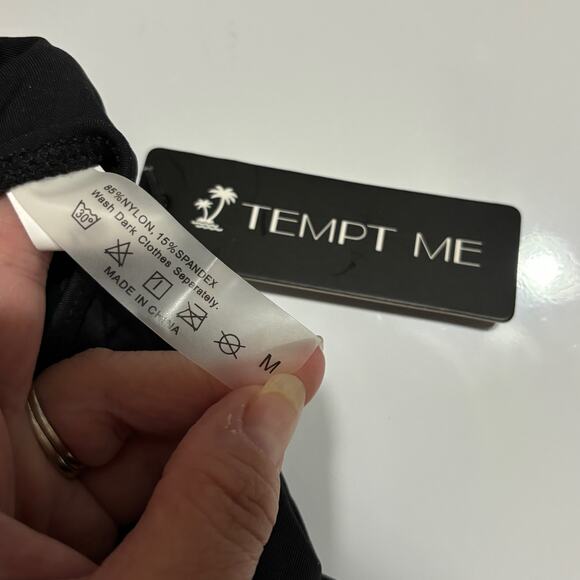 85%NYLON, 15%SPANDEX
Wash Dark Clothes Separately.
30°
MADE IN CHINA
M
TEMPT ME